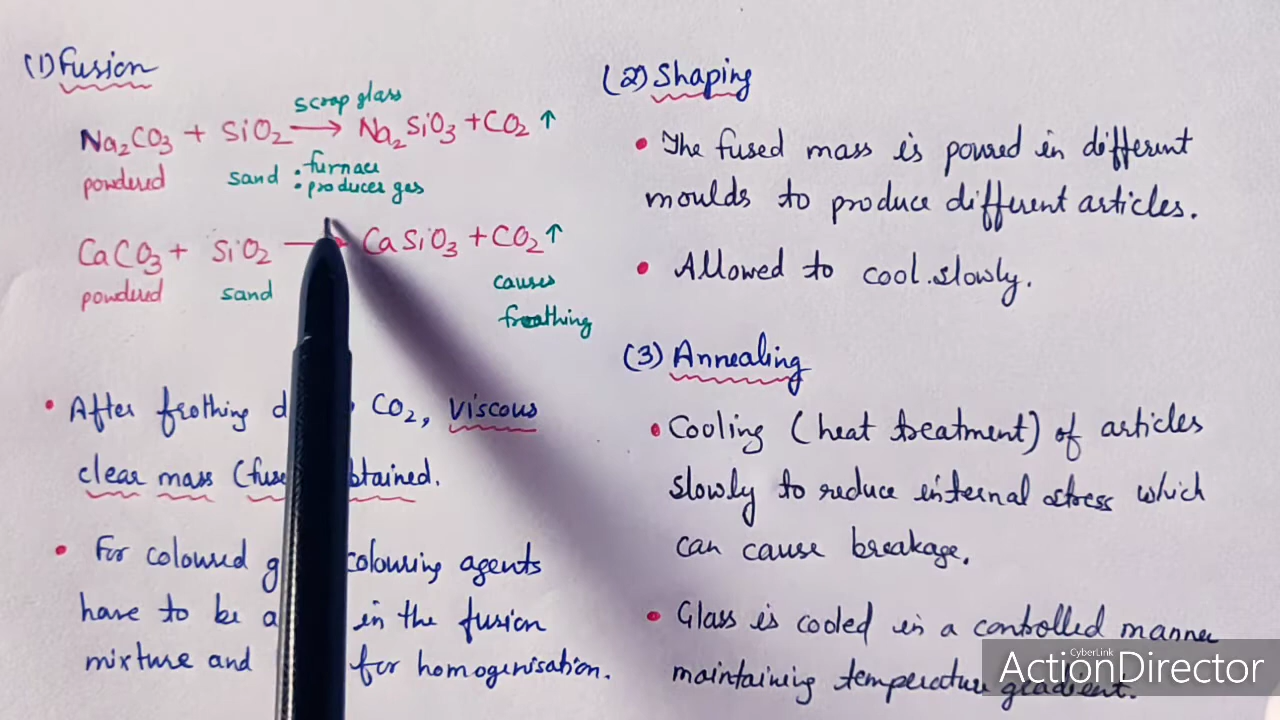 (1) Fusion
scrap glass
Na₂CO₃ + SiO₂ → Na₂SiO₃ + CO₂ ↑
powdered sand • furnace
• producer gas
CaCO₃ + SiO₂ → CaSiO₃ + CO₂ ↑
powdered sand causes
frothing
• After frothing d CO₂, viscous
clear mass (fuse btained.
• For coloured g colouring agents
have to be a in the fusion
mixture and for homogenisation.
(2) Shaping
• The fused mass is poured in different
moulds to produce different articles.
• Allowed to cool.slowly.
(3) Annealing
• Cooling (heat treatment) of articles
slowly to reduce internal stress which
can cause breakage.
• Glass is cooled in a controlled manner
maintaining temperature gradient.
CyberLink
ActionDirector